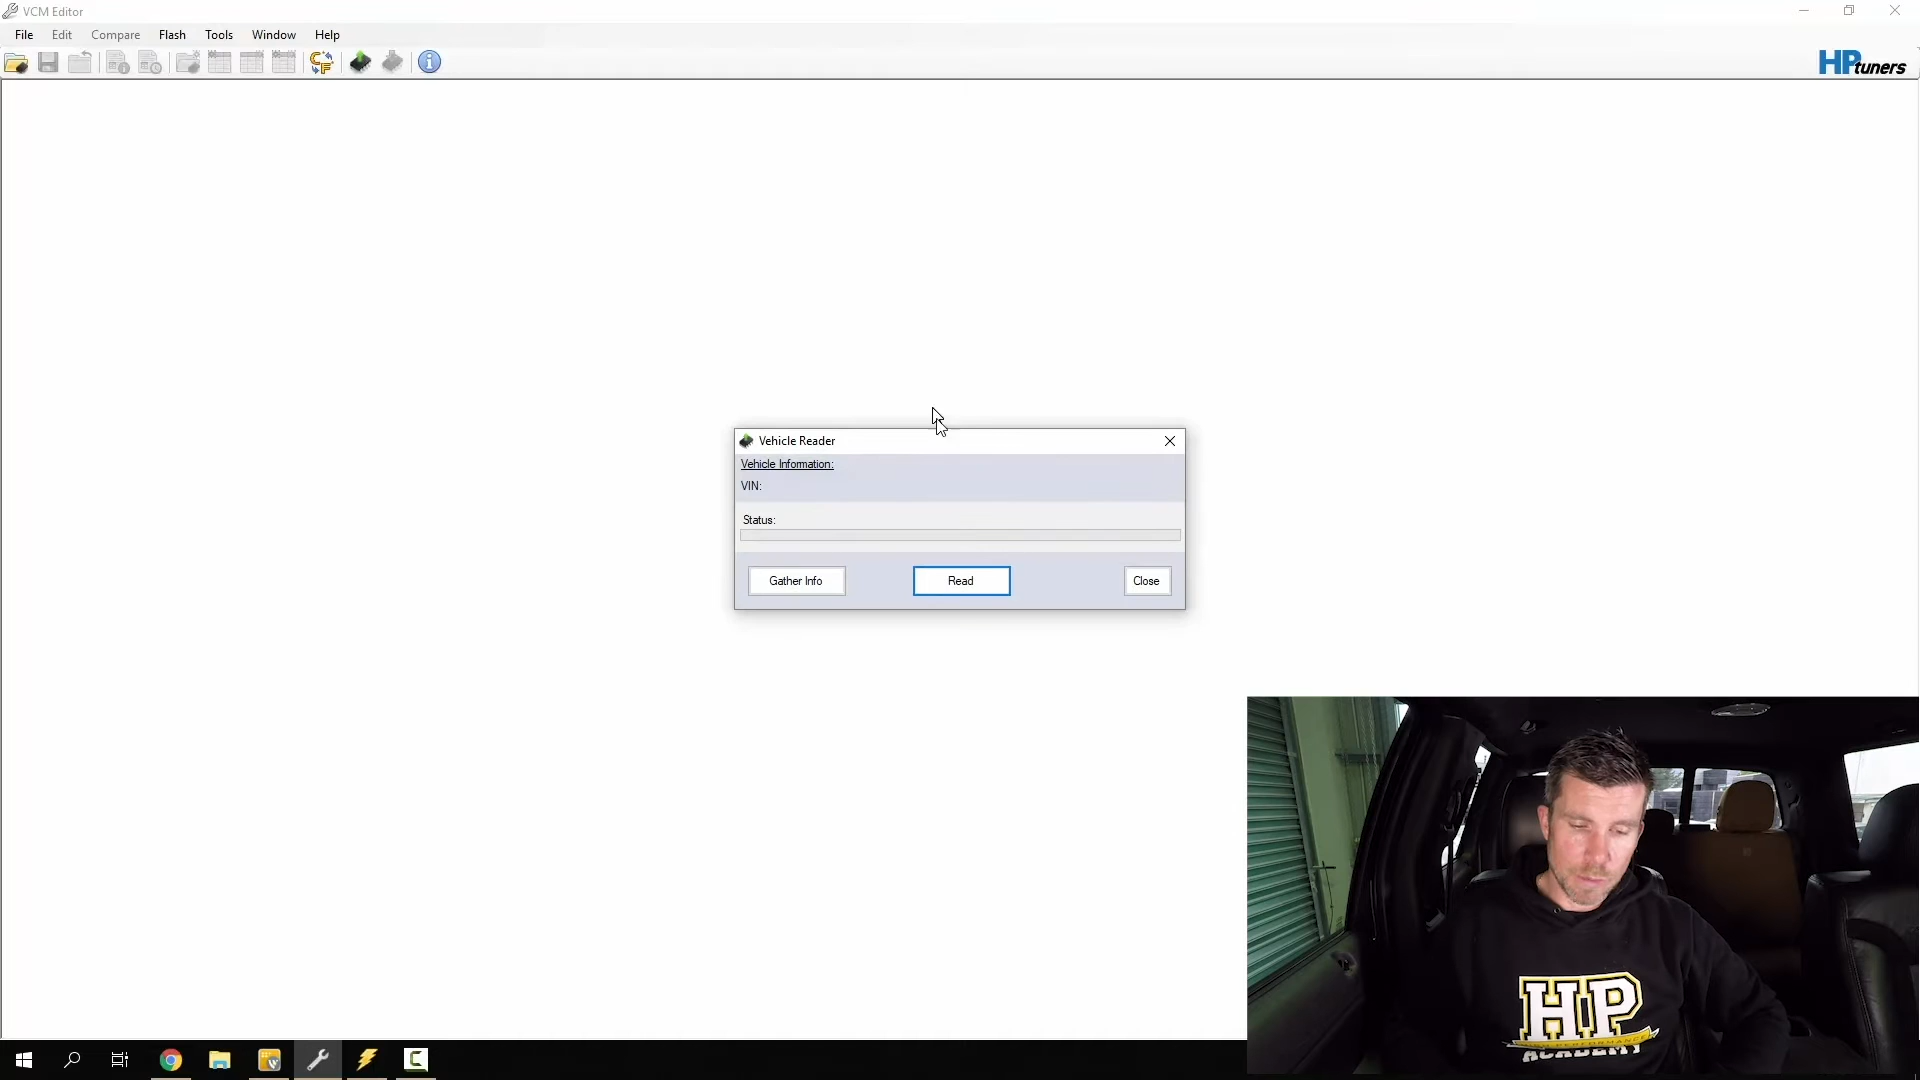 VCM Editor
File Edit Compare Flash Tools Window Help
HPtuners
Vehicle Reader
Vehicle Information:
VIN:
Status:
Gather Info Read Close
HP
ACADEMY